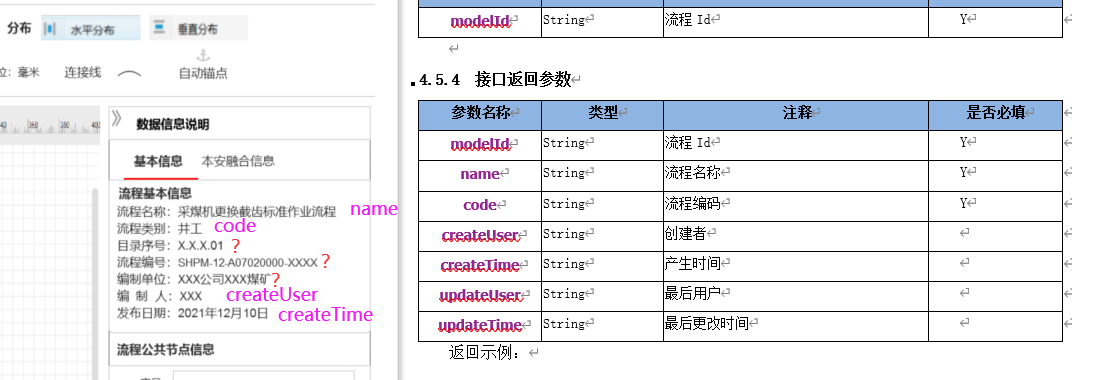 分布 水平分布 垂直分布
位: 毫米 连接线 自动锚点
40 360 380 40
数据信息说明
基本信息 本安融合信息
流程基本信息
流程名称: 采煤机更换截齿标准作业流程 name
流程类别: 井工 code
目录序号: X.X.X.01 ?
流程编号: SHPM-12-A07020000-XXXX ?
编制单位: XXX公司XXX煤矿 ?
编 制 人: XXX createUser
发布日期: 2021年12月10日 createTime
流程公共节点信息
modelId String 流程 Id Y
4.5.4 接口返回参数
参数名称 类型 注释 是否必填
modelId String 流程 Id Y
name String 流程名称 Y
code String 流程编码 Y
createUser String 创建者
createTime String 产生时间
updateUser String 最后用户
updateTime String 最后更改时间
返回示例: